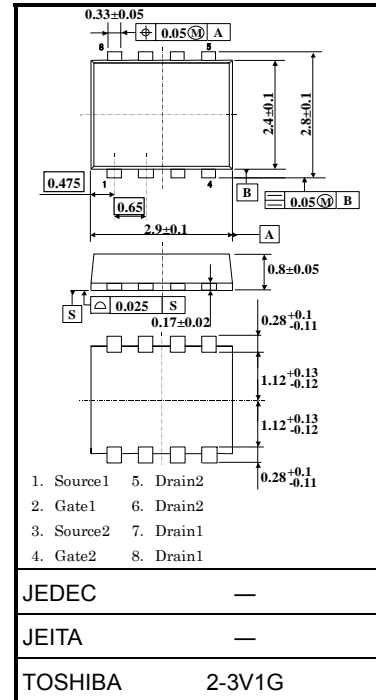 0.33±0.05
⌖ 0.05 Ⓜ A
8 5
2.4±0.1
2.8±0.1
0.475
1 4
B
0.65
⌯ 0.05 Ⓜ B
2.9±0.1
A
0.8±0.05
S
⌓ 0.025 S
0.17±0.02
0.28 +0.1 -0.11
1.12 +0.13 -0.12
1.12 +0.13 -0.12
0.28 +0.1 -0.11
1. Source1 5. Drain2
2. Gate1 6. Drain2
3. Source2 7. Drain1
4. Gate2 8. Drain1
JEDEC —
JEITA —
TOSHIBA 2-3V1G